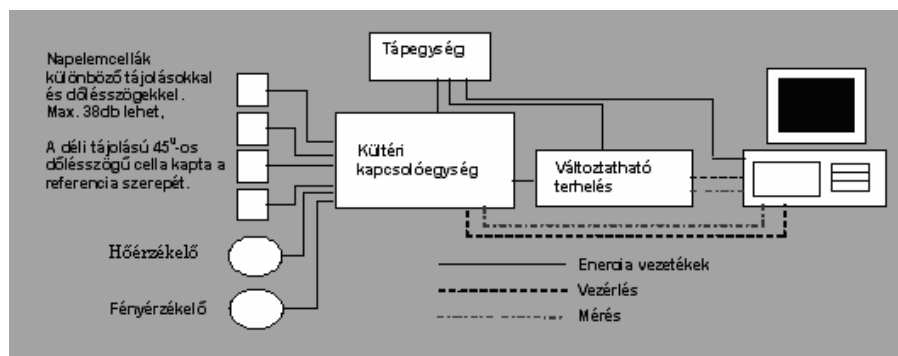 Napelemcellák
különböző tájolásokkal
és dőlésszögekkel.
Max. 38db lehet,
A déli tájolású 45°-os
dőlésszögű cella kapta a
referencia szerepét.
Hőérzékelő
Fényérzékelő
Tápegység
Kültéri
kapcsolóegység
Változtatható
terhelés
Energia vezetékek
Vezérlés
Mérés